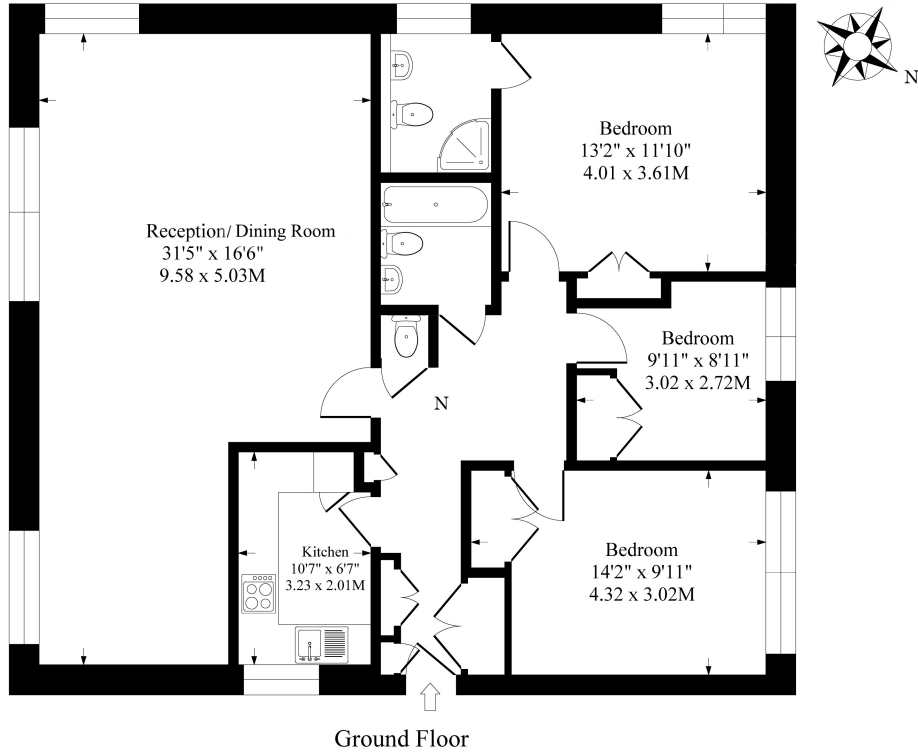 N
Bedroom
13'2" x 11'10"
4.01 x 3.61M
Reception/ Dining Room
31'5" x 16'6"
9.58 x 5.03M
Bedroom
9'11" x 8'11"
3.02 x 2.72M
N
Kitchen
10'7" x 6'7"
3.23 x 2.01M
Bedroom
14'2" x 9'11"
4.32 x 3.02M
Ground Floor